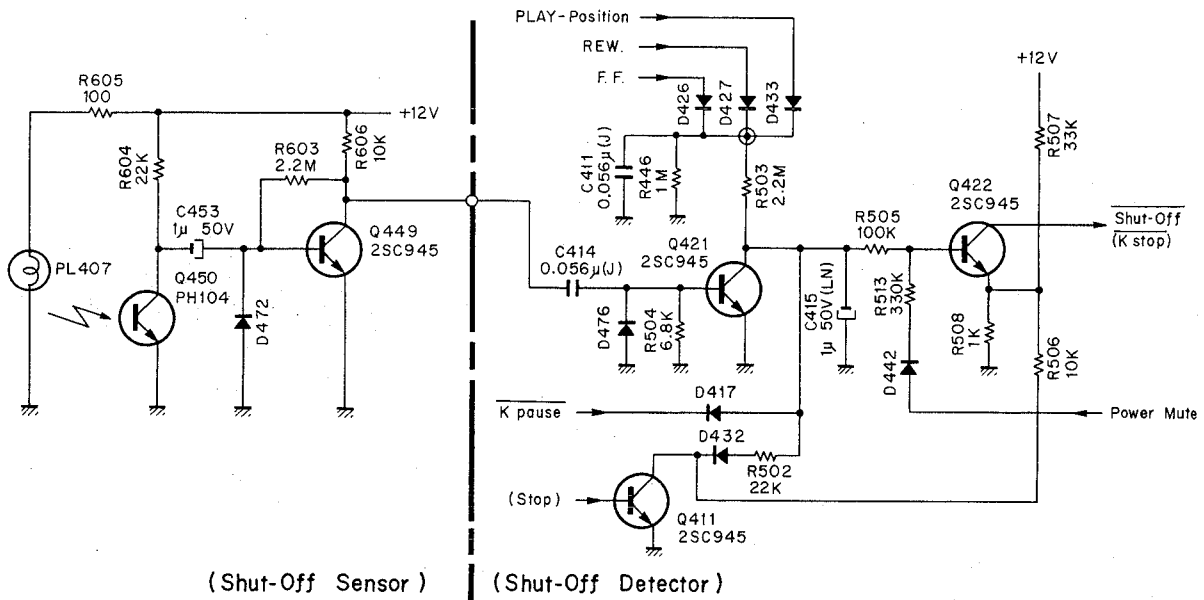 PLAY-Position
REW.
F. F.
D426
D427
D433
+12V
R507
33K
R605
100
+12V
R604
22K
R603
2.2M
R606
10K
C411
0.056μ(J)
R446
1M
R503
2.2M
Q422
2SC945
Shut-Off
(K stop)
C453
1μ 50V
Q449
2SC945
R505
100K
Q421
2SC945
C414
0.056μ(J)
PL407
Q450
PH104
D472
D476
R504
6.8K
C415
1μ 50V(LN)
R513
330K
R508
1K
R506
10K
D442
K pause
D417
Power Mute
D432
R502
22K
(Stop)
Q411
2SC945
(Shut-Off Sensor)
(Shut-Off Detector)